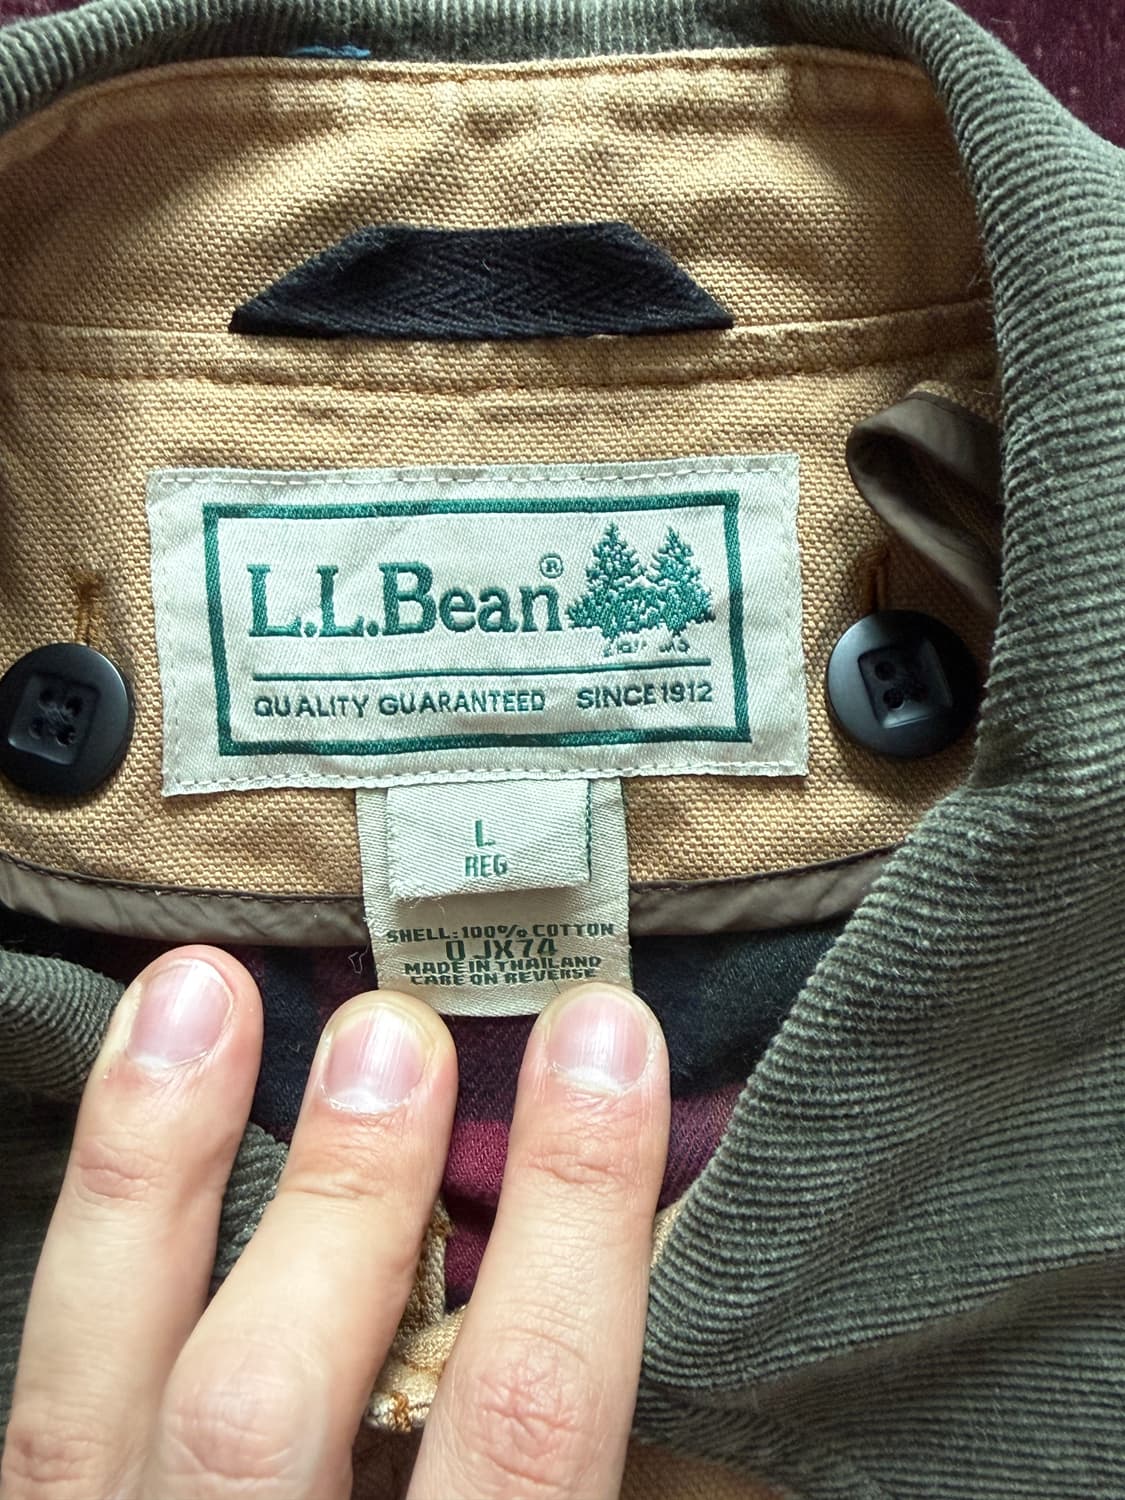 L.L.Bean®
QUALITY GUARANTEED SINCE 1912
L
REG
SHELL: 100% COTTON
0 JX74
MADE IN THAILAND
CARE ON REVERSE